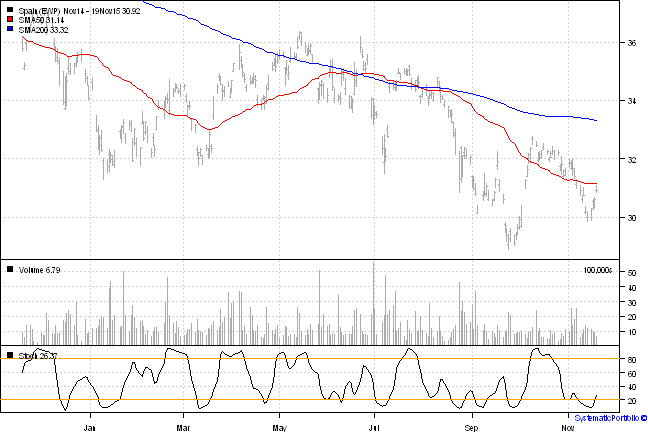 Spain (EWP) Nov14 - 19Nov15 30.92
SMA50 31.14
SMA200 33.32
36
34
32
30
Volume 6.79
100,000s
50
40
30
20
10
Stoch 26.37
80
60
40
20
Jan Mar May Jul Sep Nov
SystematicPortfolio ©